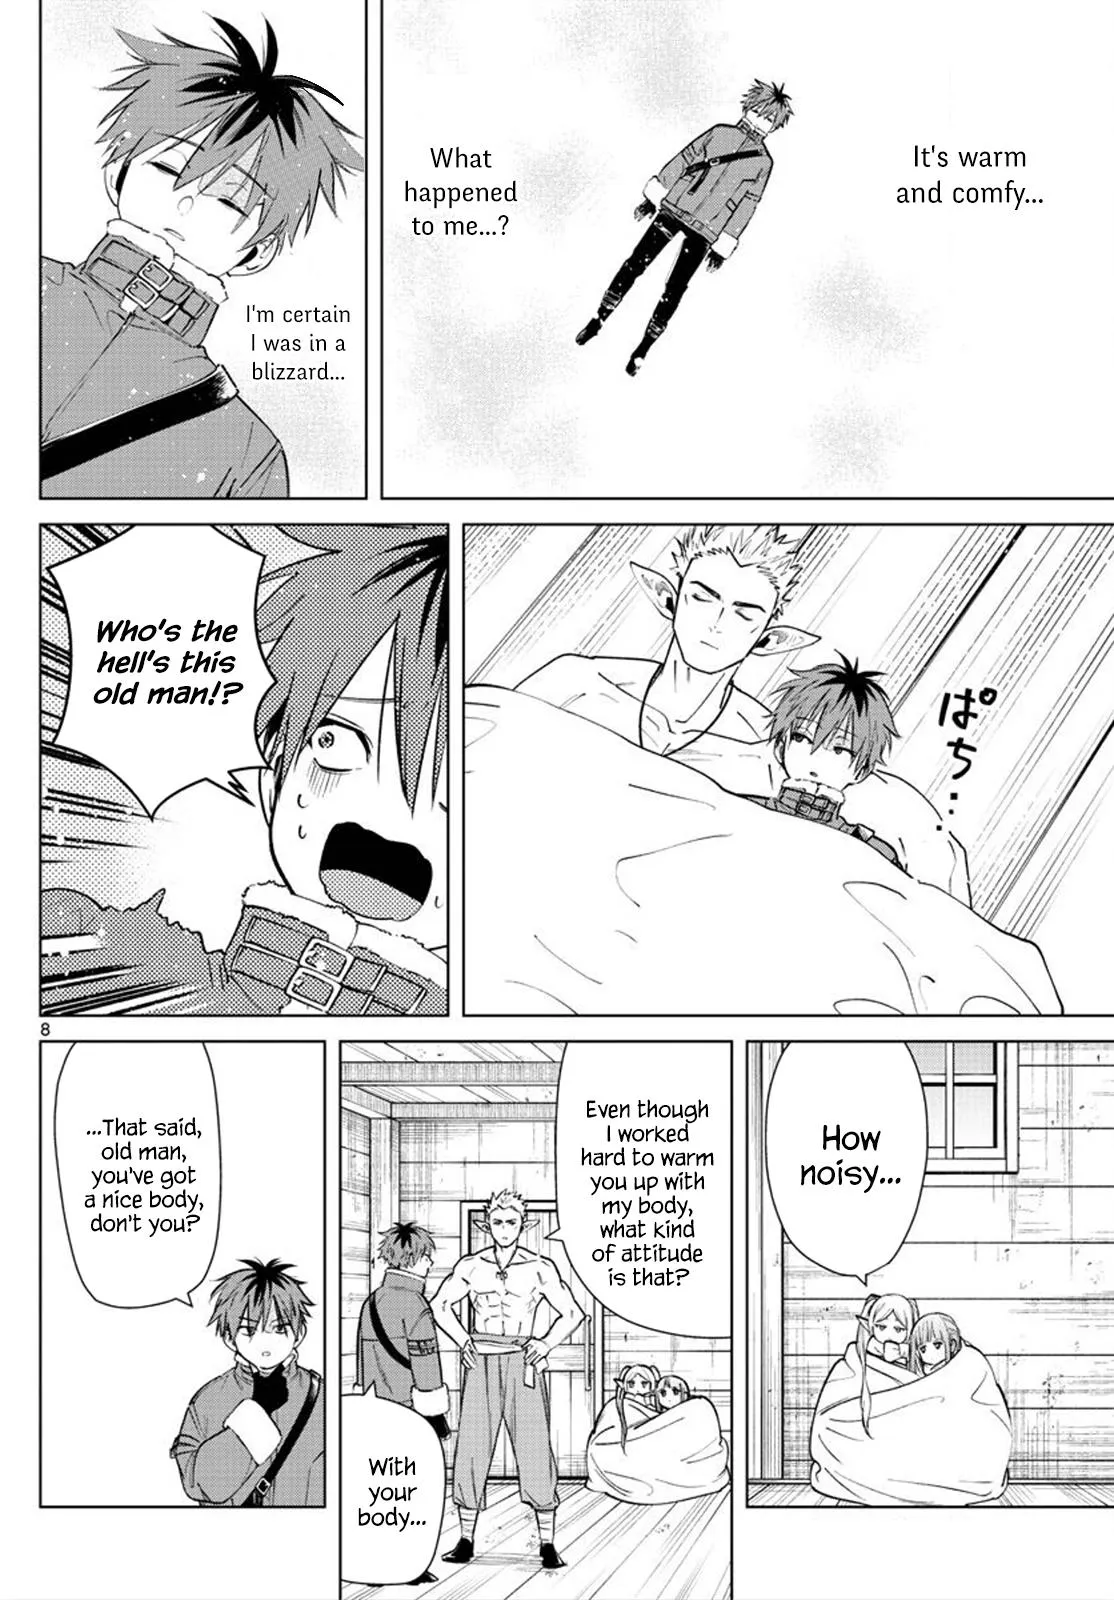 It's warm
and comfy...
What
happened
to me...?
I'm certain
I was in a
blizzard...
ぱち...
Who's the
hell's this
old man!?
8
How
noisy...
Even though
I worked
hard to warm
you up with
my body,
what kind
of attitude
is that?
With
your
body...
...That said,
old man,
you've got
a nice body,
don't you?